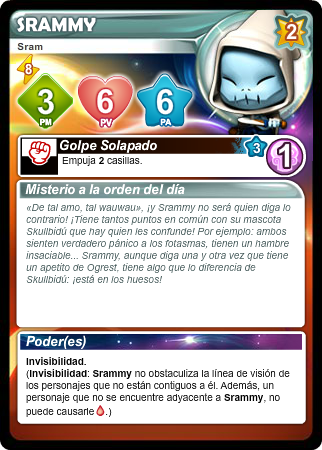 SRAMMY
2
Sram
8
3
PM
6
PV
6
PA
Golpe Solapado
3
1
Empuja 2 casillas.
Misterio a la orden del día
«De tal amo, tal wauwau», ¡y Srammy no será quien diga lo
contrario! ¡Tiene tantos puntos en común con su mascota
Skullbidú que hay quien les confunde! Por ejemplo: ambos
sienten verdadero pánico a los fotasmas, tienen un hambre
insaciable... Srammy, aunque diga una y otra vez que tiene
un apetito de Ogrest, tiene algo que lo diferencia de
Skullbidú: ¡está en los huesos!
Poder(es)
Invisibilidad.
(Invisibilidad: Srammy no obstaculiza la línea de visión de
los personajes que no están contiguos a él. Además, un
personaje que no se encuentre adyacente a Srammy, no
puede causarle .)